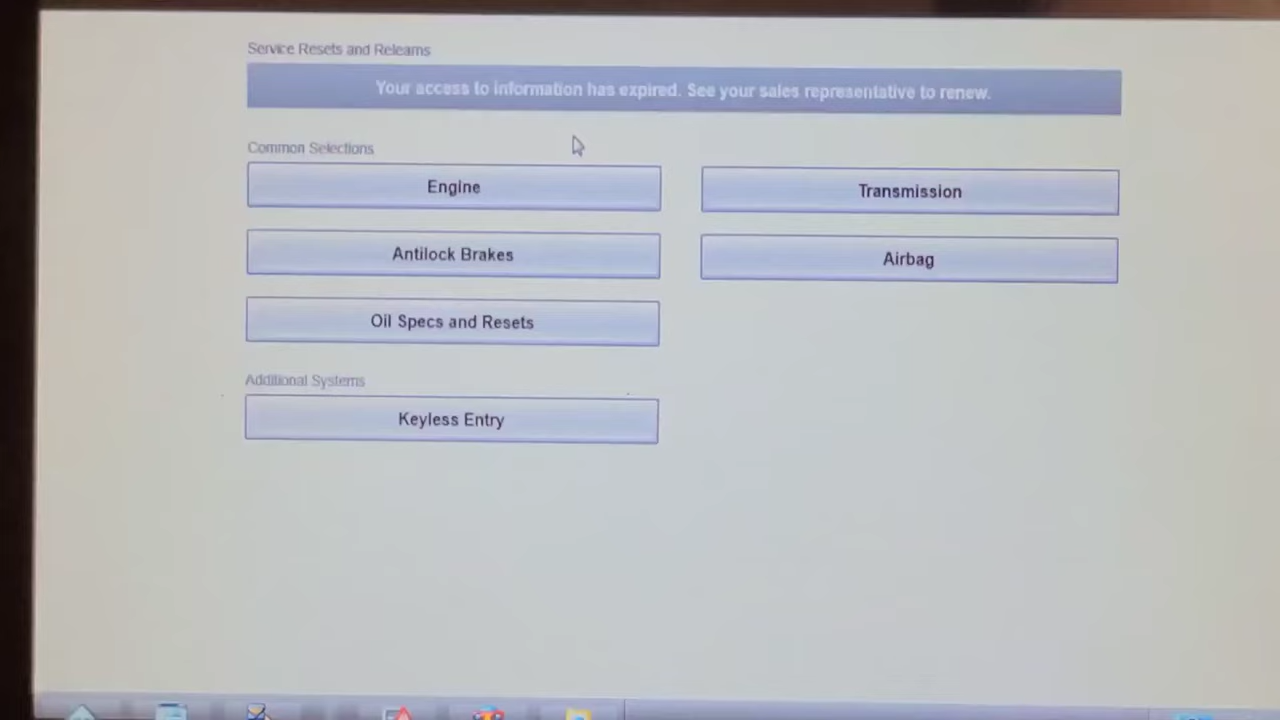 Service Resets and Relearns
Your access to information has expired. See your sales representative to renew.
Common Selections
Engine
Transmission
Antilock Brakes
Airbag
Oil Specs and Resets
Additional Systems
Keyless Entry